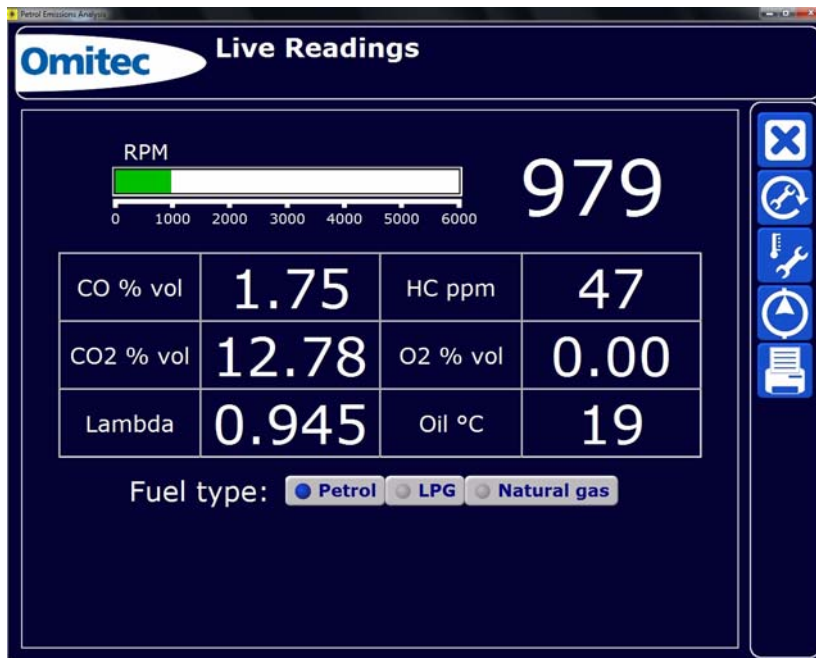 Petrol Emissions Analysis
Omitec
Live Readings
RPM
979
0 1000 2000 3000 4000 5000 6000
CO % vol 1.75 HC ppm 47
CO2 % vol 12.78 O2 % vol 0.00
Lambda 0.945 Oil °C 19
Fuel type: Petrol LPG Natural gas